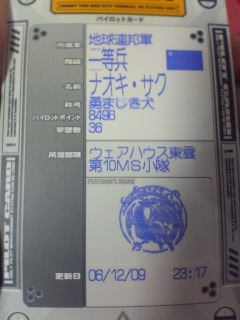 パイロットカード
所属軍 地球連邦軍
階級 一等兵
名前 ナオキ・サク
称号 勇ましき犬
パイロットポイント 8496
撃墜数 36
所属部隊 ウェアハウス東雲
第10MS小隊
PLATOON'S MARK
更新日 06/12/09 23:17
PILOT CARD
PILOT CARD